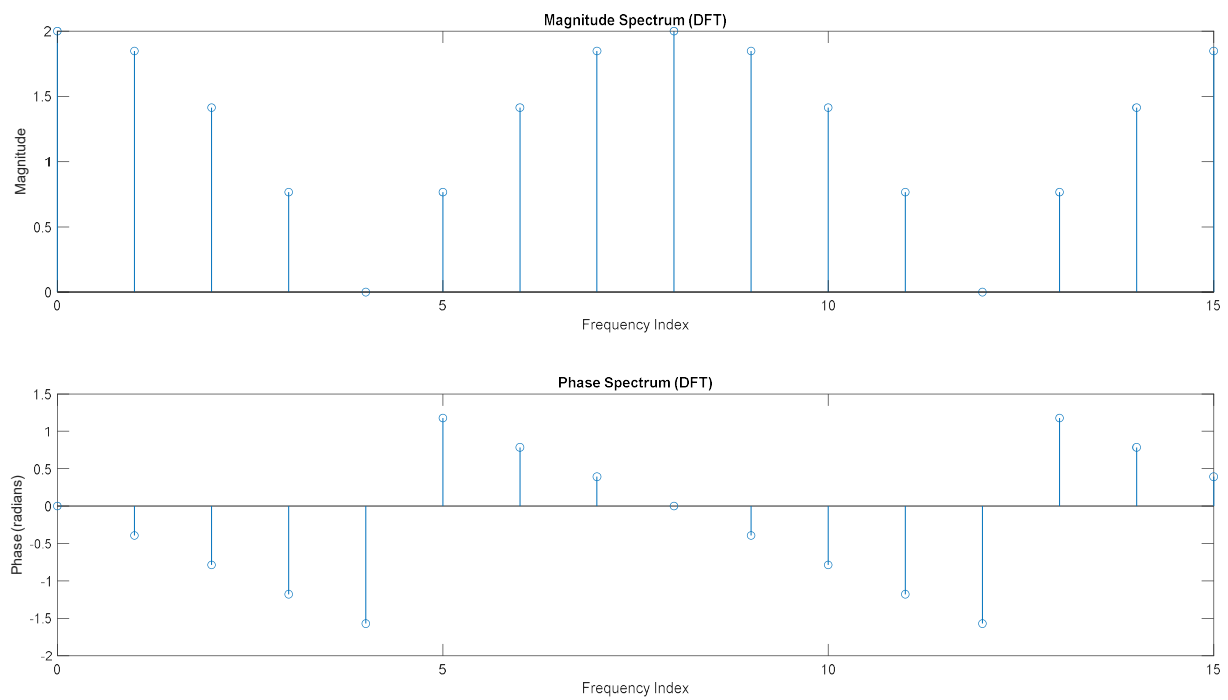 Magnitude Spectrum (DFT)
2
1.5
1
0.5
0
Magnitude
0 5 10 15
Frequency Index
Phase Spectrum (DFT)
1.5
1
0.5
0
-0.5
-1
-1.5
-2
Phase (radians)
0 5 10 15
Frequency Index